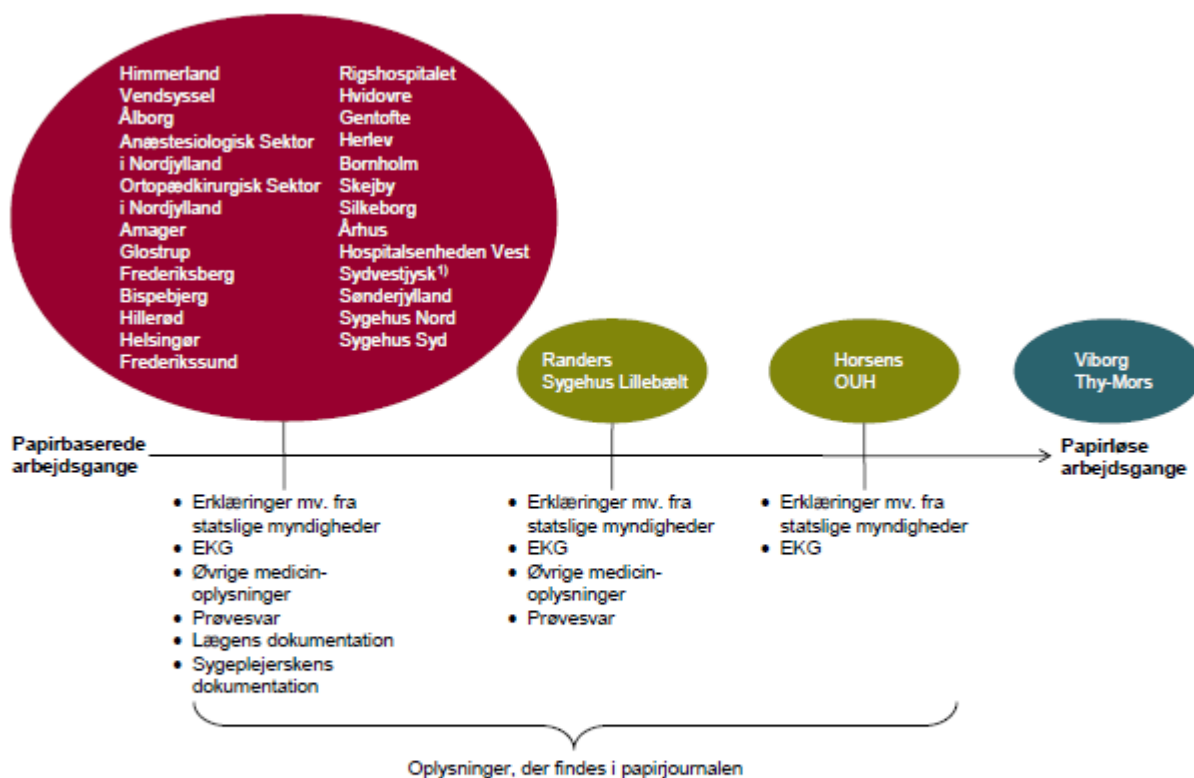 Himmerland
Vendsyssel
Ålborg
Anæstesiologisk Sektor
i Nordjylland
Ortopædkirurgisk Sektor
i Nordjylland
Amager
Glostrup
Frederiksberg
Bispebjerg
Hillerød
Helsingør
Frederikssund
Rigshospitalet
Hvidovre
Gentofte
Herlev
Bornholm
Skejby
Silkeborg
Århus
Hospitalsenheden Vest
Sydvestjysk¹⁾
Sønderjylland
Sygehus Nord
Sygehus Syd
Randers
Sygehus Lillebælt
Horsens
OUH
Viborg
Thy-Mors
Papirbaserede
arbejdsgange
Papirløse
arbejdsgange
• Erklæringer mv. fra
statslige myndigheder
• EKG
• Øvrige medicin-
oplysninger
• Prøvesvar
• Lægens dokumentation
• Sygeplejerskens
dokumentation
• Erklæringer mv. fra
statslige myndigheder
• EKG
• Øvrige medicin-
oplysninger
• Prøvesvar
• Erklæringer mv. fra
statslige myndigheder
• EKG
Oplysninger, der findes i papirjournalen